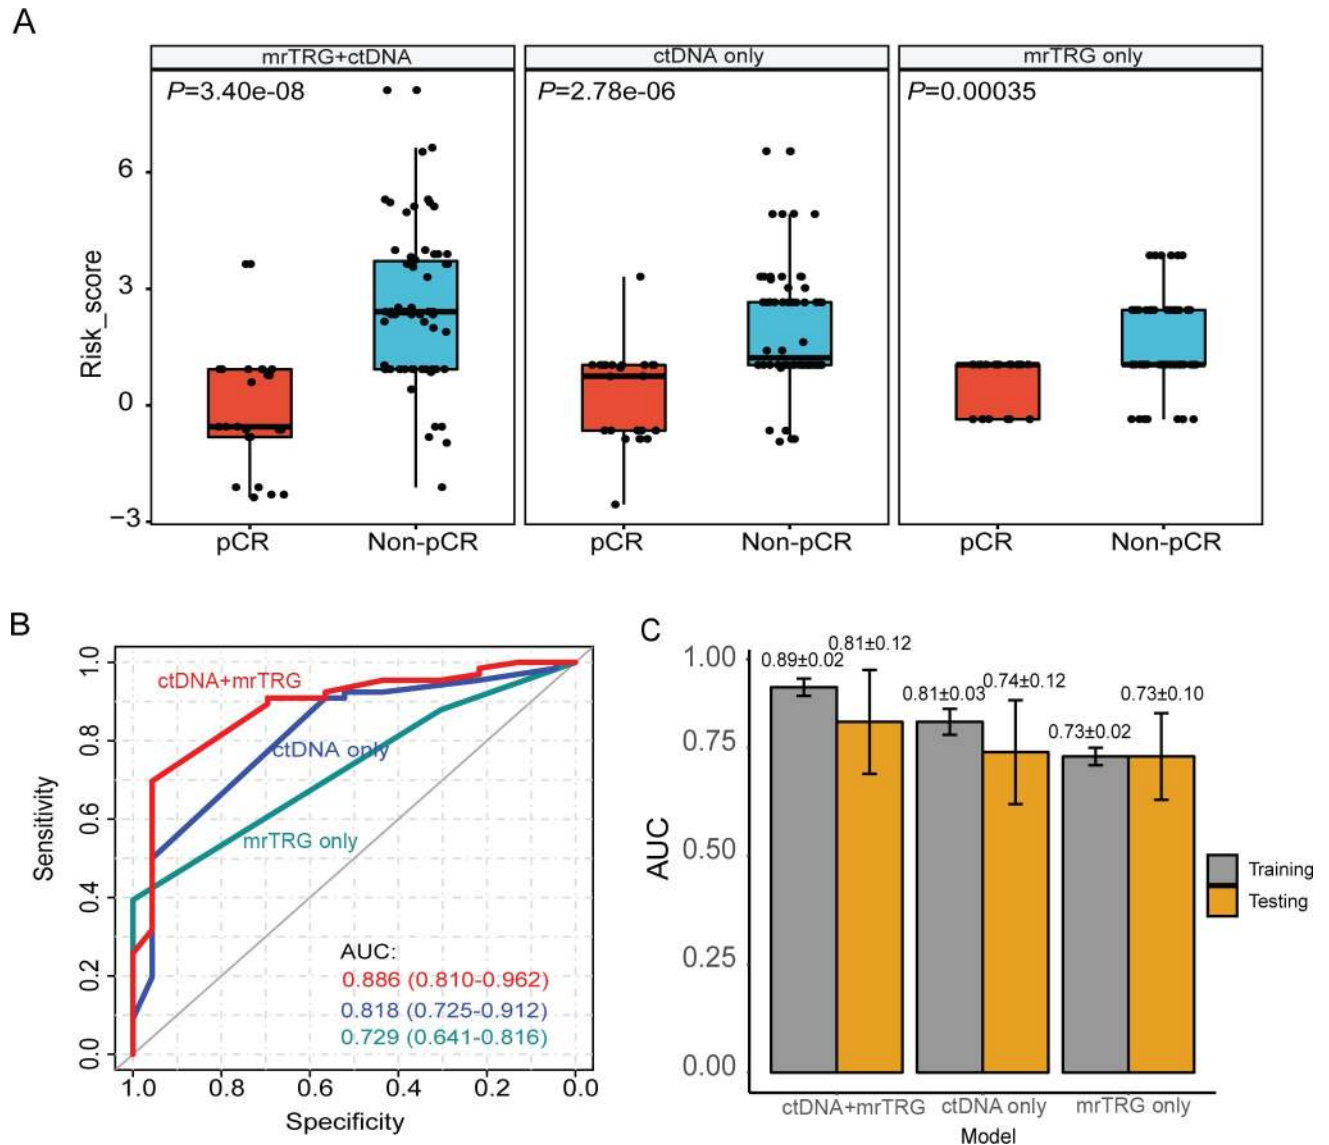 A
mrTRG+ctDNA
ctDNA only
mrTRG only
P=3.40e-08
P=2.78e-06
P=0.00035
Risk_score
6
3
0
−3
pCR
Non-pCR
pCR
Non-pCR
pCR
Non-pCR
B
Sensitivity
1.0
0.8
0.6
0.4
0.2
0.0
ctDNA+mrTRG
ctDNA only
mrTRG only
AUC:
0.886 (0.810-0.962)
0.818 (0.725-0.912)
0.729 (0.641-0.816)
1.0
0.8
0.6
0.4
0.2
0.0
Specificity
C
AUC
1.00
0.75
0.50
0.25
0.00
0.89±0.02
0.81±0.12
0.81±0.03
0.74±0.12
0.73±0.02
0.73±0.10
Training
Testing
ctDNA+mrTRG
ctDNA only
mrTRG only
Model